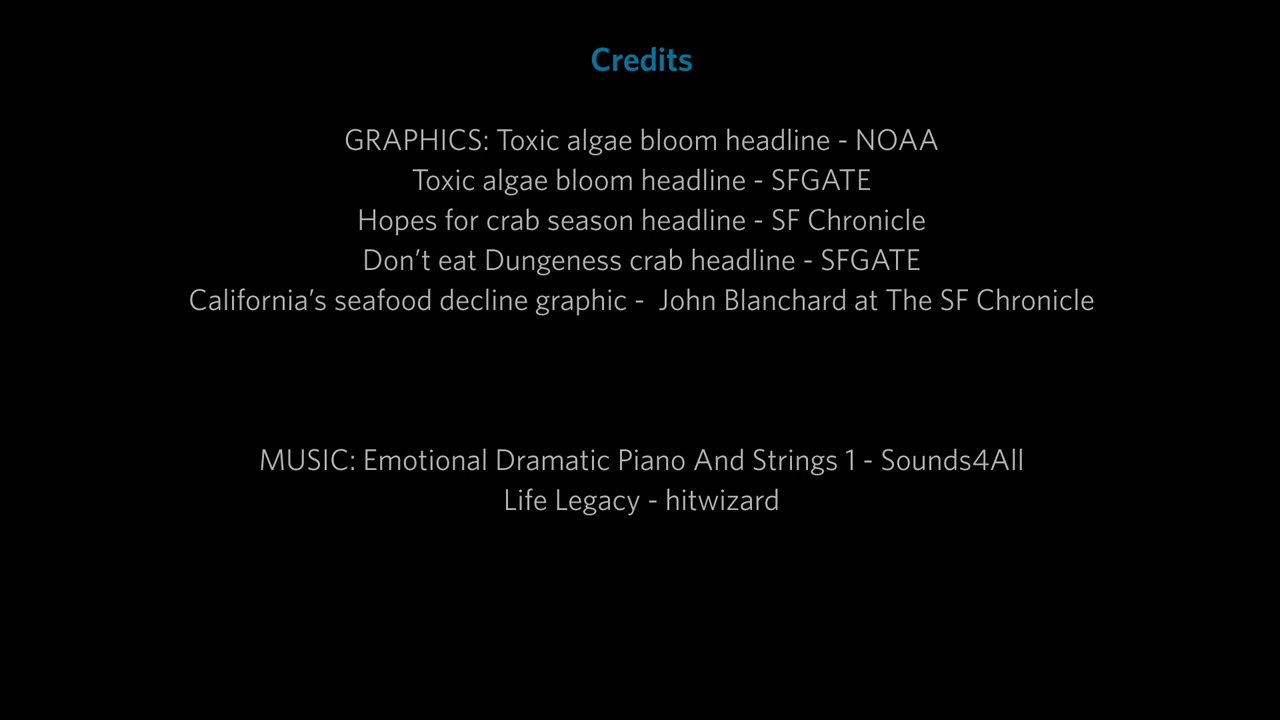 Credits
GRAPHICS: Toxic algae bloom headline - NOAA
Toxic algae bloom headline - SFGATE
Hopes for crab season headline - SF Chronicle
Don’t eat Dungeness crab headline - SFGATE
California’s seafood decline graphic -  John Blanchard at The SF Chronicle
MUSIC: Emotional Dramatic Piano And Strings 1 - Sounds4All
Life Legacy - hitwizard